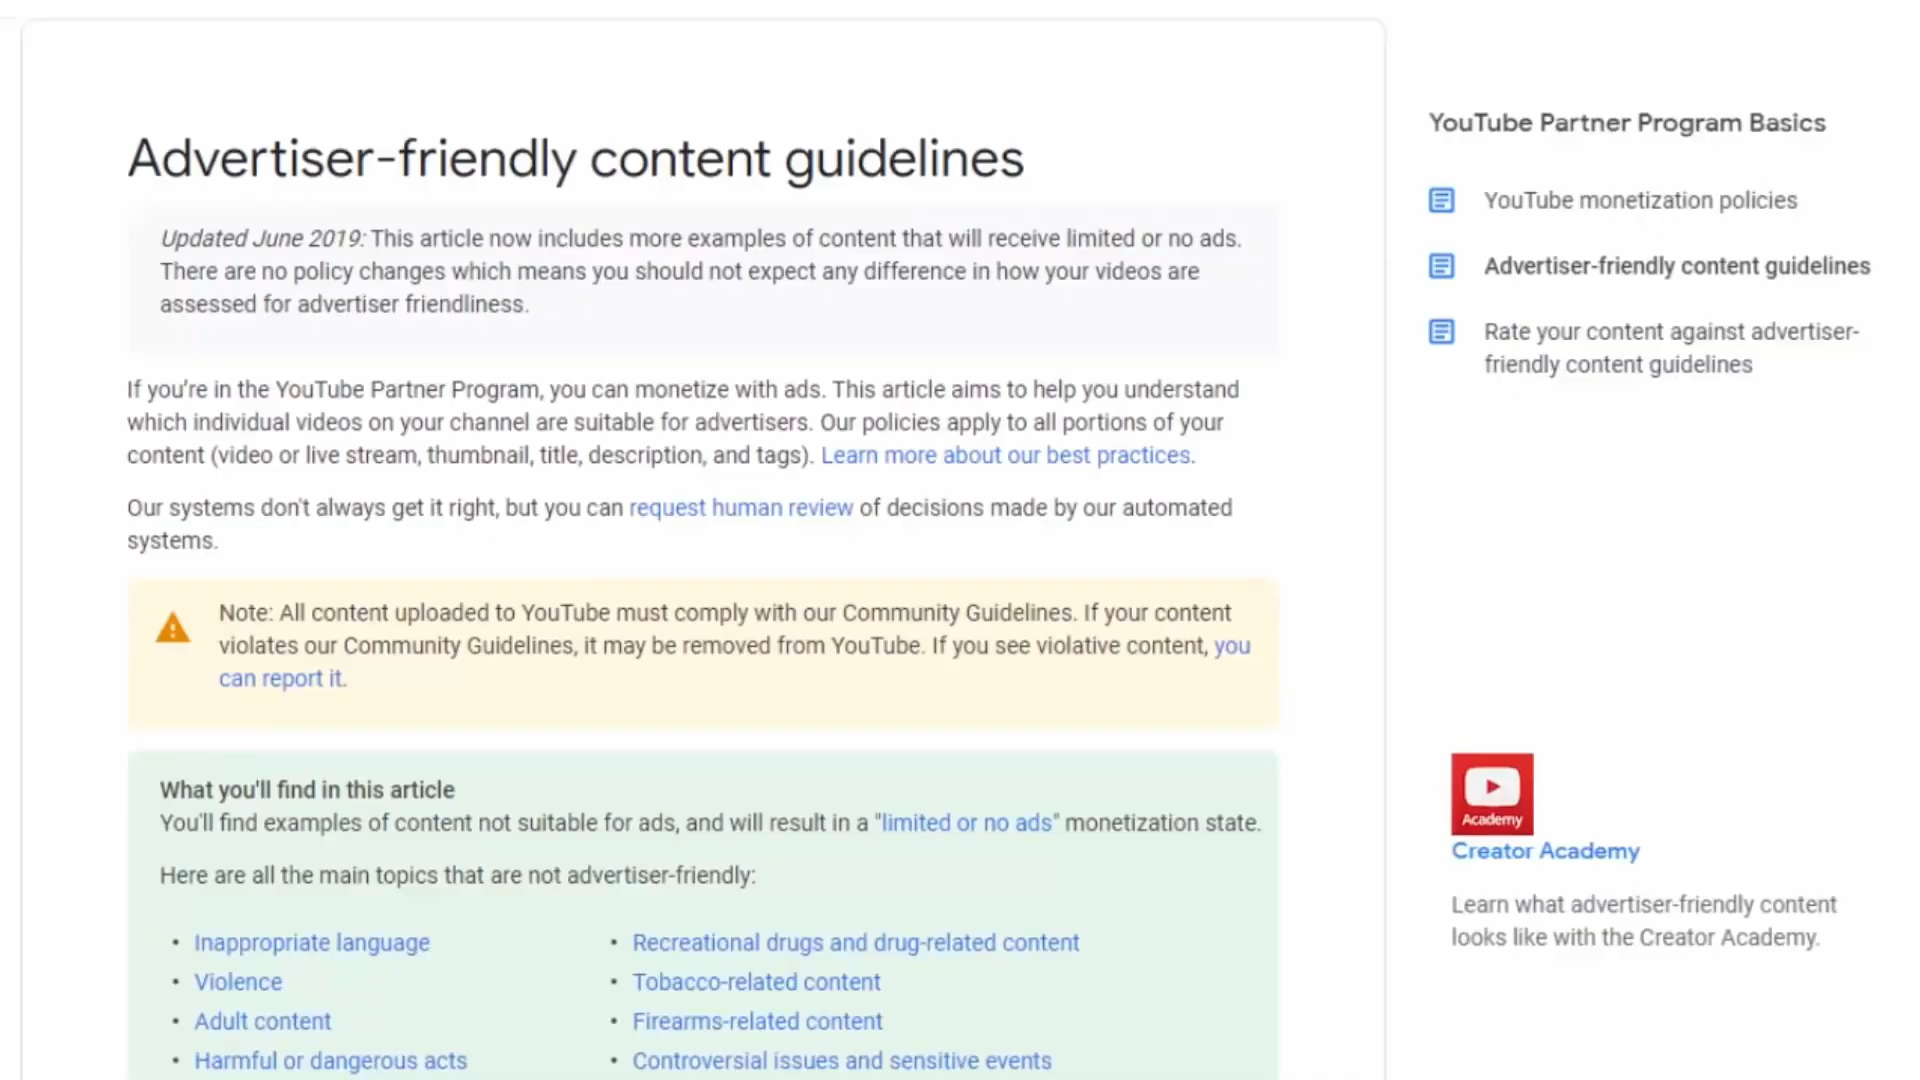 Advertiser-friendly content guidelines
Updated June 2019: This article now includes more examples of content that will receive limited or no ads.
There are no policy changes which means you should not expect any difference in how your videos are
assessed for advertiser friendliness.
If you're in the YouTube Partner Program, you can monetize with ads. This article aims to help you understand
which individual videos on your channel are suitable for advertisers. Our policies apply to all portions of your
content (video or live stream, thumbnail, title, description, and tags). Learn more about our best practices.
Our systems don't always get it right, but you can request human review of decisions made by our automated
systems.
Note: All content uploaded to YouTube must comply with our Community Guidelines. If your content
violates our Community Guidelines, it may be removed from YouTube. If you see violative content, you
can report it.
What you'll find in this article
You'll find examples of content not suitable for ads, and will result in a "limited or no ads" monetization state.
Here are all the main topics that are not advertiser-friendly:
• Inappropriate language
• Violence
• Adult content
• Harmful or dangerous acts
• Recreational drugs and drug-related content
• Tobacco-related content
• Firearms-related content
• Controversial issues and sensitive events
YouTube Partner Program Basics
YouTube monetization policies
Advertiser-friendly content guidelines
Rate your content against advertiser-
friendly content guidelines
Academy
Creator Academy
Learn what advertiser-friendly content
looks like with the Creator Academy.